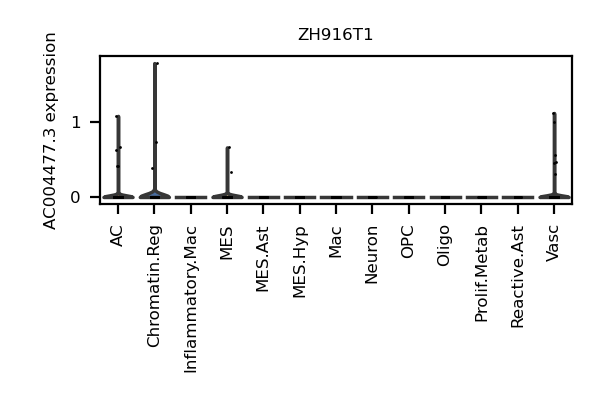 ZH916T1
AC004477.3 expression
1
0
AC
Chromatin.Reg
Inflammatory.Mac
MES
MES.Ast
MES.Hyp
Mac
Neuron
OPC
Oligo
Prolif.Metab
Reactive.Ast
Vasc